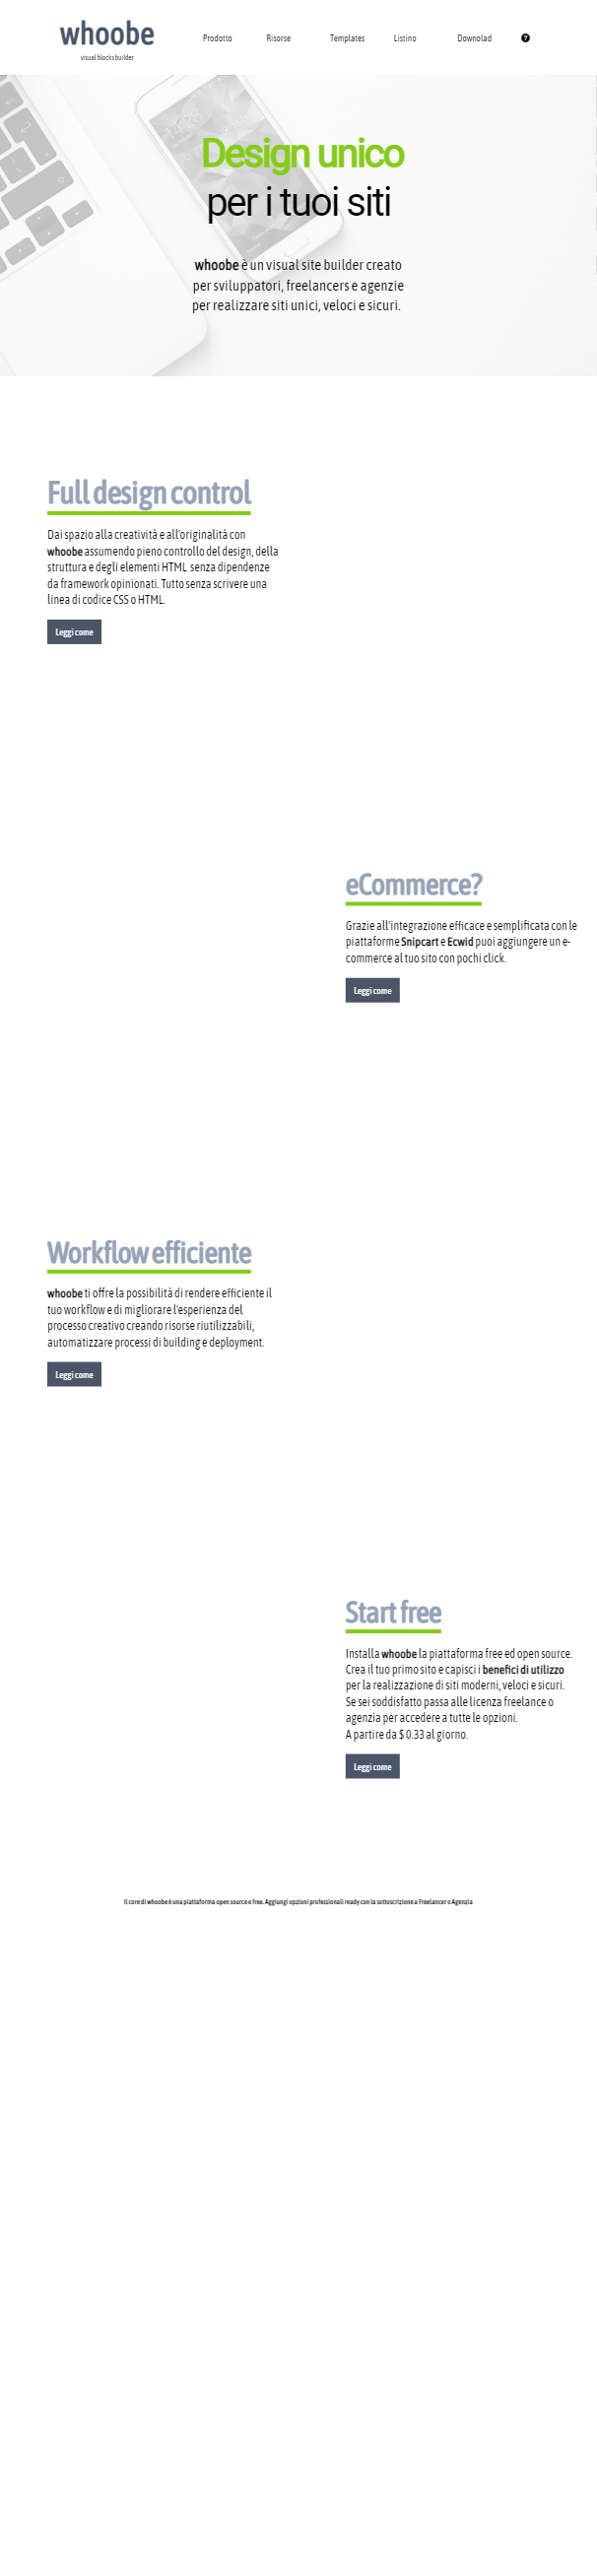 whoobe
visual blocks builder
Prodotto
Risorse
Templates
Listino
Downolad
?
14:28
Design unico
per i tuoi siti
whoobe è un visual site builder creato
per sviluppatori, freelancers e agenzie
per realizzare siti unici, veloci e sicuri.
Full design control
Dai spazio alla creatività e all'originalità con
whoobe assumendo pieno controllo del design, della
struttura e degli elementi HTML senza dipendenze
da framework opinionati. Tutto senza scrivere una
linea di codice CSS o HTML.
Leggi come
eCommerce?
Grazie all'integrazione efficace e semplificata con le
piattaforme Snipcart e Ecwid puoi aggiungere un e-
commerce al tuo sito con pochi click.
Leggi come
Workflow efficiente
whoobe ti offre la possibilità di rendere efficiente il
tuo workflow e di migliorare l'esperienza del
processo creativo creando risorse riutilizzabili,
automatizzare processi di building e deployment.
Leggi come
Start free
Installa whoobe la piattaforma free ed open source.
Crea il tuo primo sito e capisci i benefici di utilizzo
per la realizzazione di siti moderni, veloci e sicuri.
Se sei soddisfatto passa alle licenza freelance o
agenzia per accedere a tutte le opzioni.
A partire da $ 0.33 al giorno.
Leggi come
Il core di whoobe è una piattaforma open source e free. Aggiungi opzioni professionali ready con la sottoscrizione a Freelancer o Agenzia